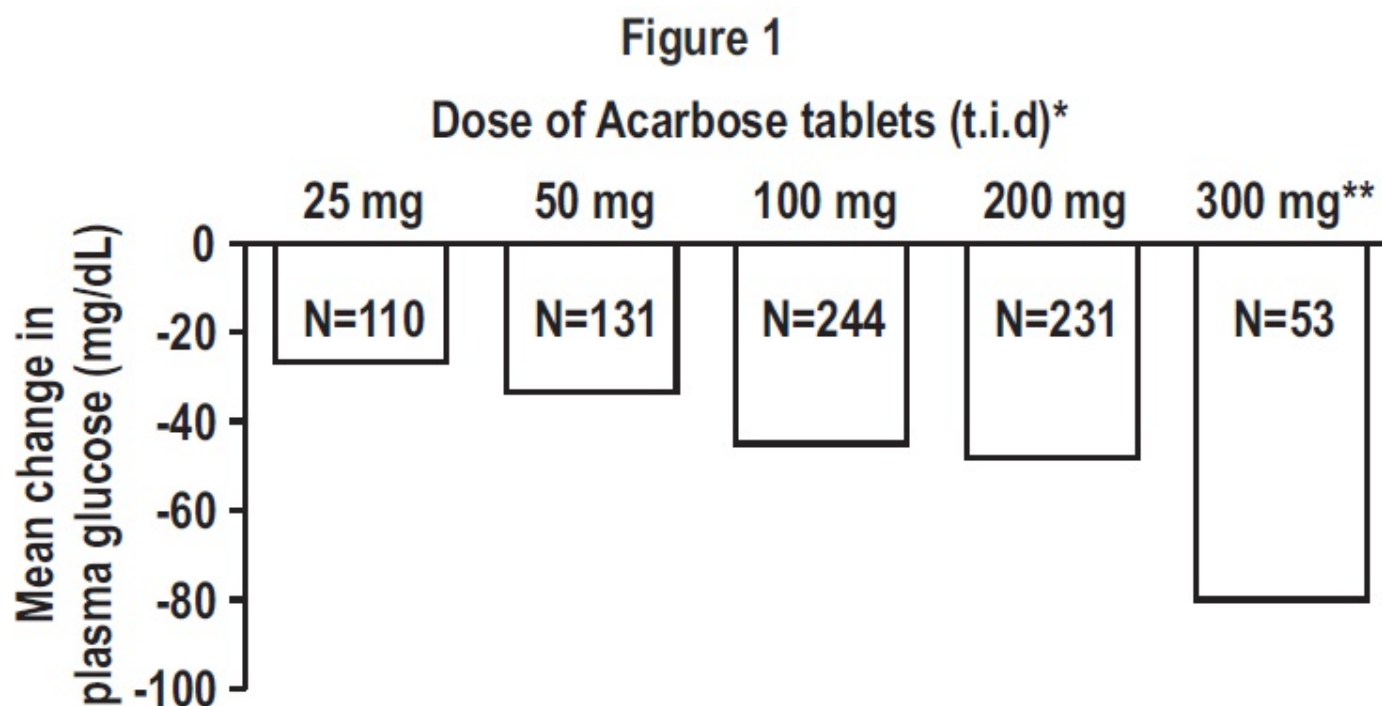 Figure 1
Dose of Acarbose tablets (t.i.d)*
25 mg 50 mg 100 mg 200 mg 300 mg**
Mean change in
plasma glucose (mg/dL)
0
-20
-40
-60
-80
-100
N=110 N=131 N=244 N=231 N=53